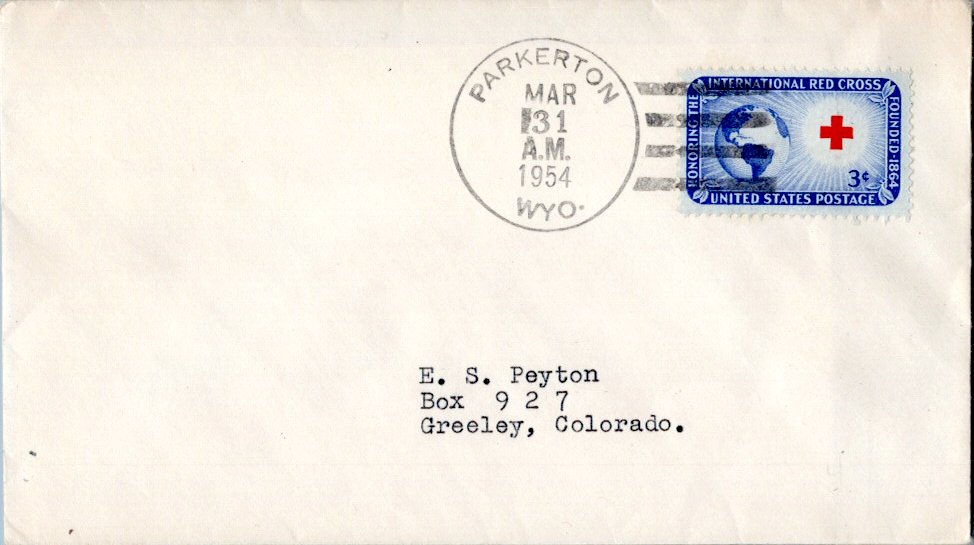 PARKERTON
MAR
31
A.M.
1954
WYO.
HONORING THE
INTERNATIONAL RED CROSS
FOUNDED-1864
3¢
UNITED STATES POSTAGE
E. S. Peyton
Box 9 2 7
Greeley, Colorado.